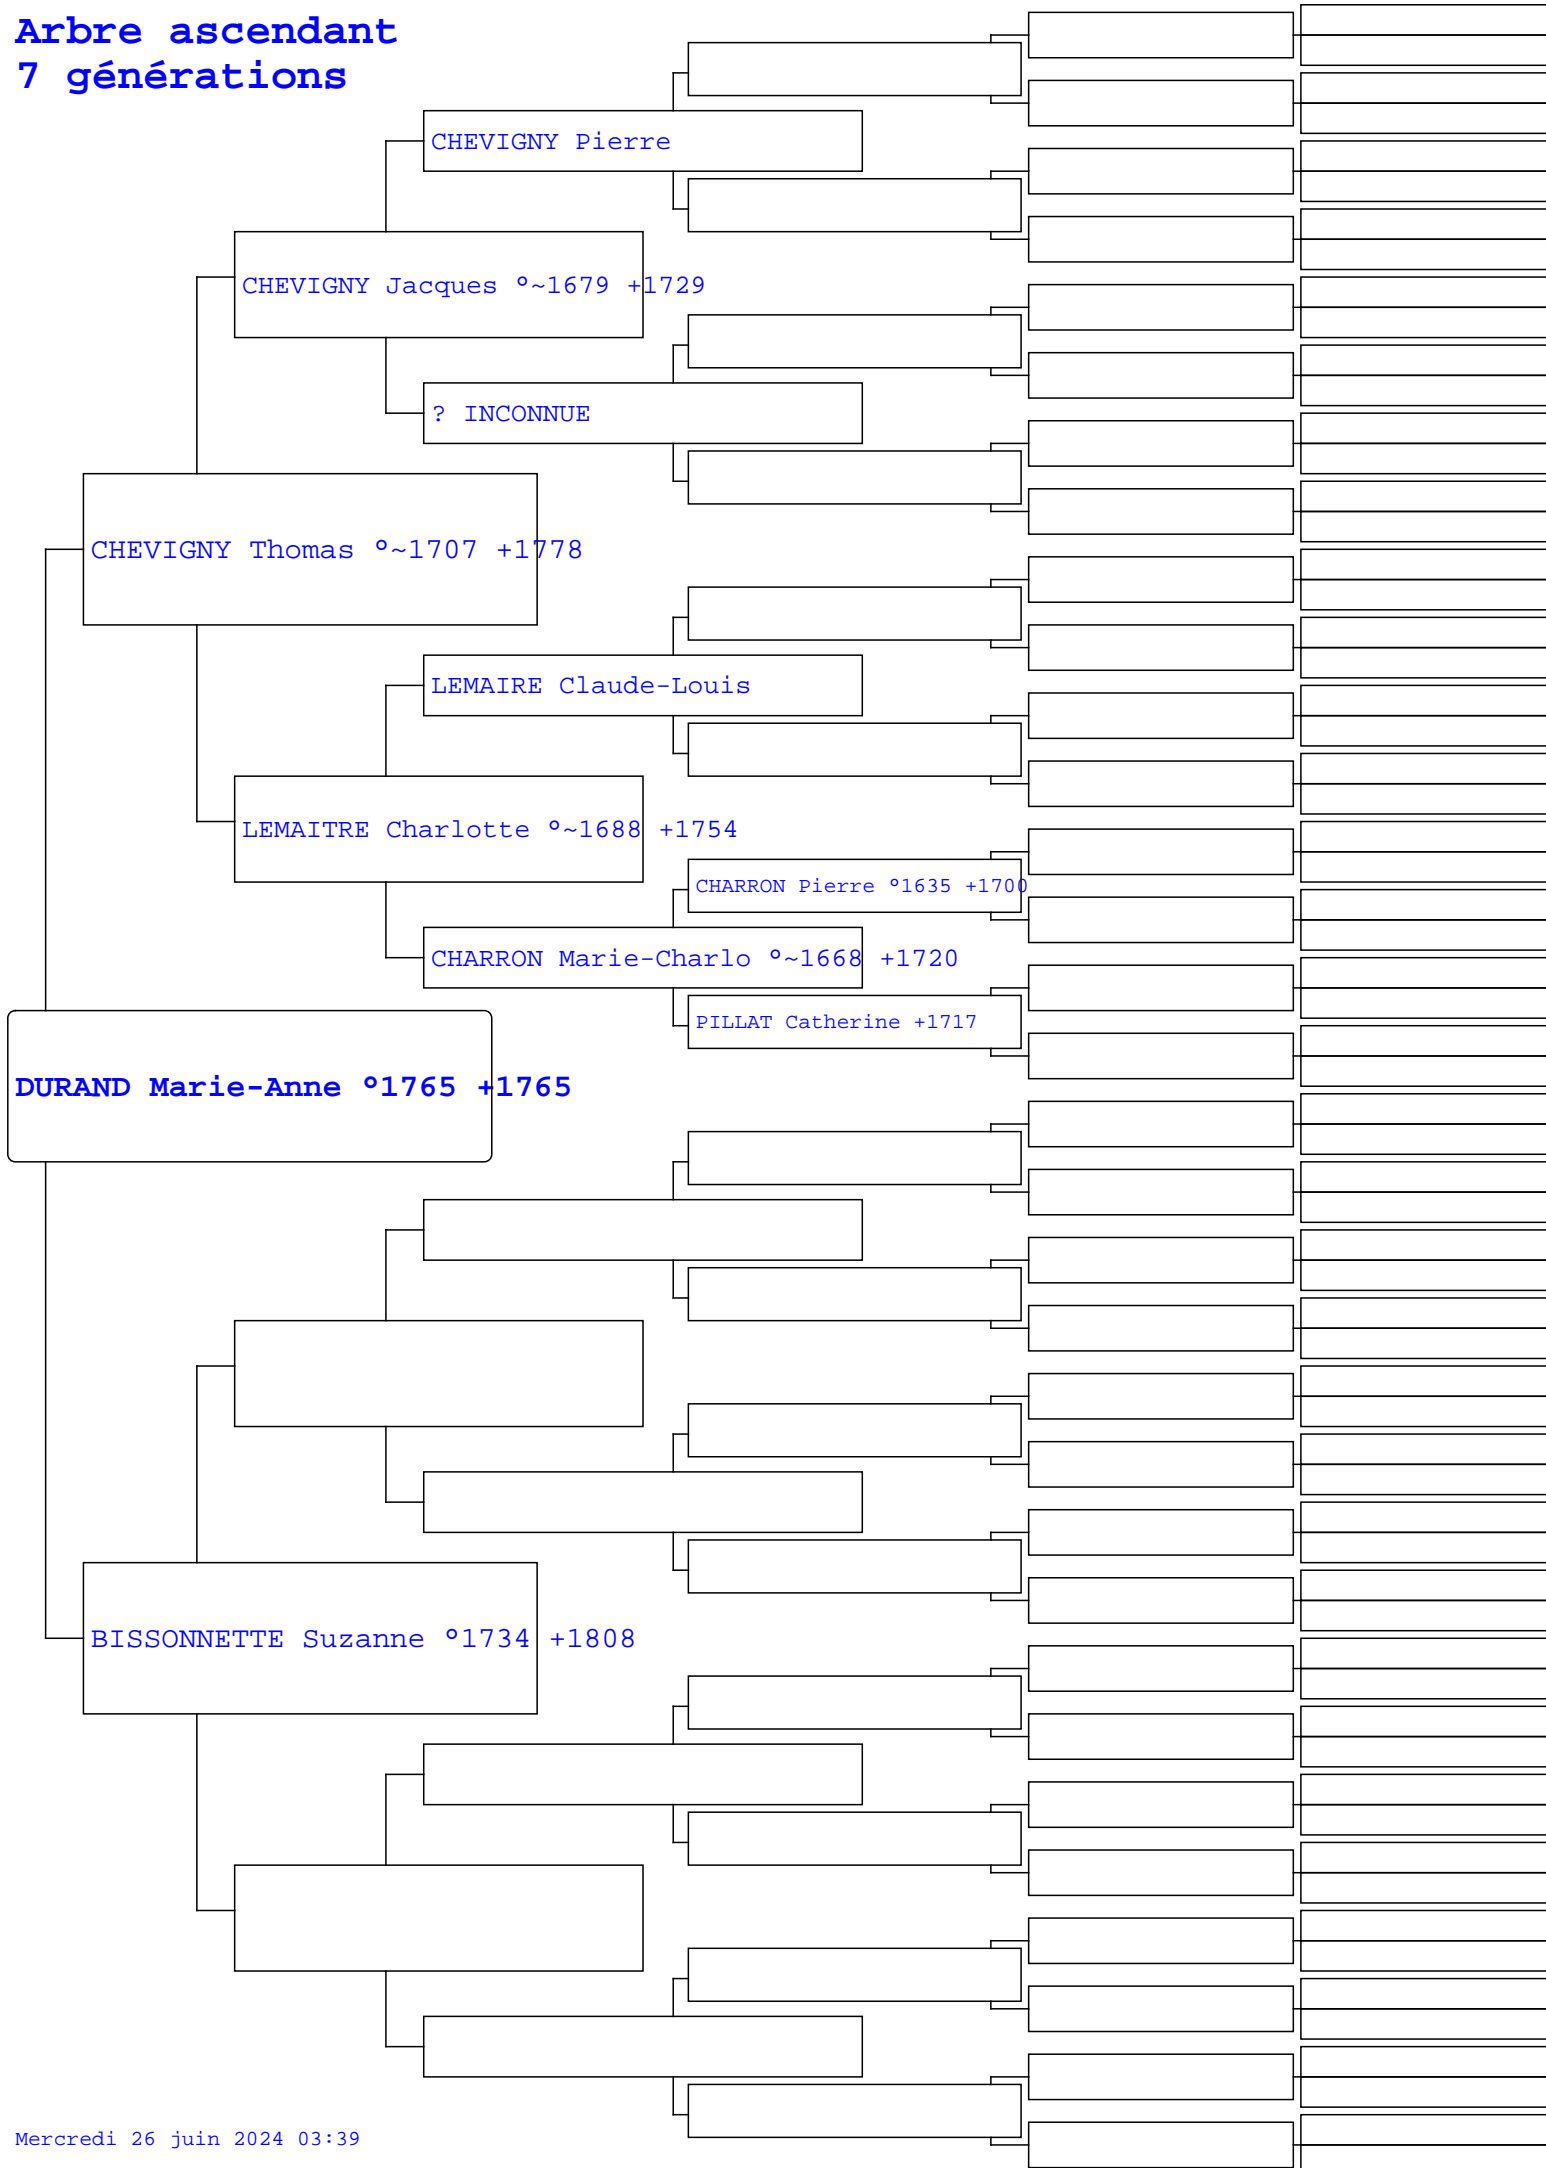 Arbre ascendant
7 générations
CHEVIGNY Pierre
CHEVIGNY Jacques °~1679 +1729
? INCONNUE
CHEVIGNY Thomas °~1707 +1778
LEMAIRE Claude-Louis
LEMAITRE Charlotte °~1688 +1754
CHARRON Pierre °1635 +1700
CHARRON Marie-Charlo °~1668 +1720
PILLAT Catherine +1717
DURAND Marie-Anne °1765 +1765
BISSONNETTE Suzanne °1734 +1808
Mercredi 26 juin 2024 03:39